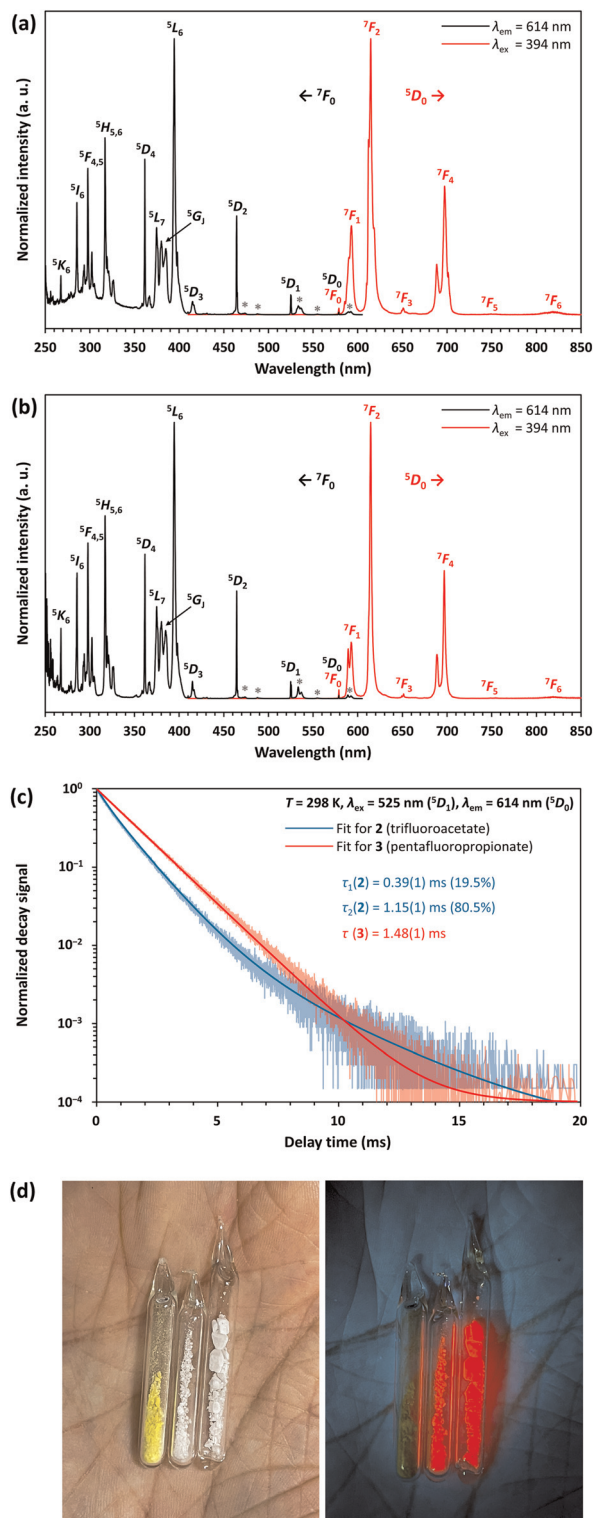 (a)
Normalized intensity (a. u.)
⁵K₆
⁵I₆
⁵F₄,₅
⁵H₅,₆
⁵D₄
⁵L₇
⁵G_J
⁵L₆
⁵D₃
⁵D₂
* *
⁵D₁
*
*
⁵D₀
⁷F₀
*
← ⁷F₀
⁵D₀ →
⁷F₁
⁷F₂
⁷F₃
⁷F₄
⁷F₅
⁷F₆
λem = 614 nm
λex = 394 nm
250 300 350 400 450 500 550 600 650 700 750 800 850
Wavelength (nm)
(b)
Normalized intensity (a. u.)
⁵K₆
⁵I₆
⁵F₄,₅
⁵H₅,₆
⁵D₄
⁵L₇
⁵G_J
⁵L₆
⁵D₃
⁵D₂
* *
⁵D₁
*
*
⁵D₀
⁷F₀
*
← ⁷F₀
⁵D₀ →
⁷F₁
⁷F₂
⁷F₃
⁷F₄
⁷F₅
⁷F₆
λem = 614 nm
λex = 394 nm
250 300 350 400 450 500 550 600 650 700 750 800 850
Wavelength (nm)
(c)
Normalized decay signal
10⁰
10⁻¹
10⁻²
10⁻³
10⁻⁴
T = 298 K, λex = 525 nm (⁵D₁), λem = 614 nm (⁵D₀)
Fit for 2 (trifluoroacetate)
Fit for 3 (pentafluoropropionate)
τ₁(2) = 0.39(1) ms (19.5%)
τ₂(2) = 1.15(1) ms (80.5%)
τ (3) = 1.48(1) ms
0 5 10 15 20
Delay time (ms)
(d)